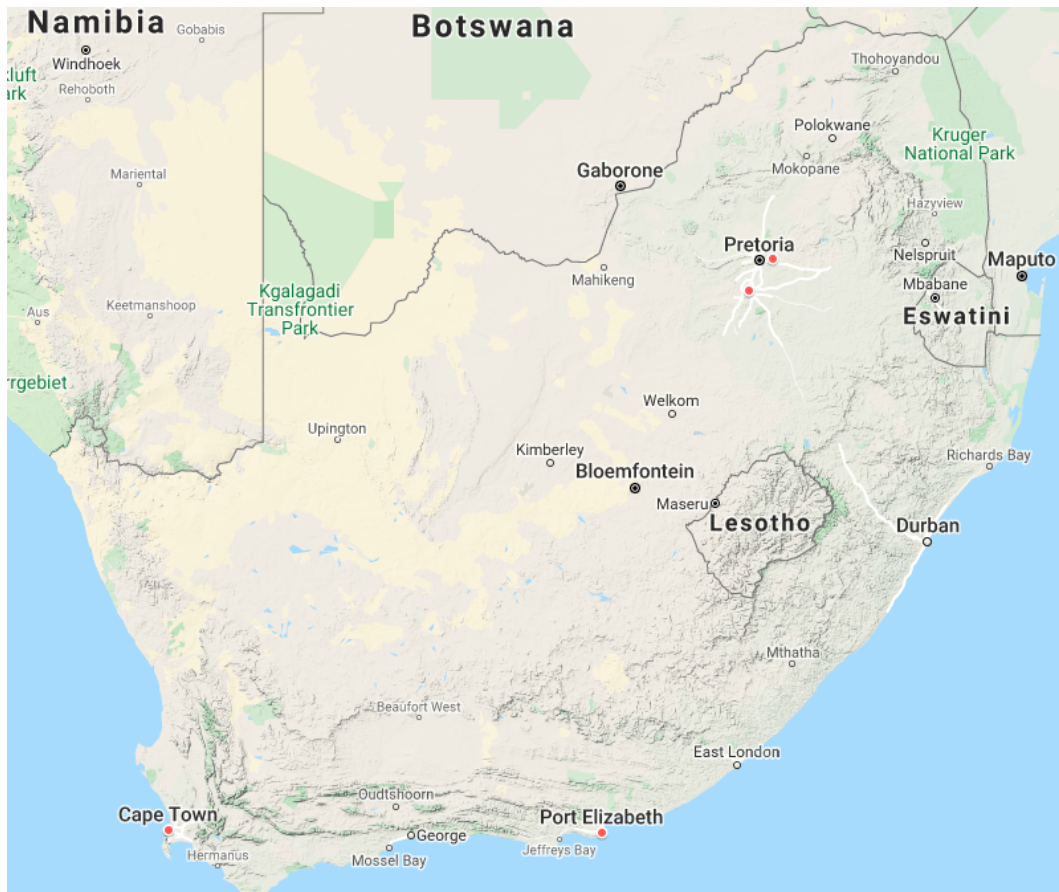 Namibia
Gobabis
Botswana
Windhoek
Thohoyandou
kluft
ark
Rehoboth
Polokwane
Kruger
National Park
Mokopane
Gaborone
Mariental
Hazyview
Pretoria
Nelspruit
Maputo
Mahikeng
Mbabane
Kgalagadi
Transfrontier
Park
Keetmanshoop
Aus
Eswatini
rrgebiet
Welkom
Upington
Kimberley
Richards Bay
Bloemfontein
Maseru
Lesotho
Durban
Mthatha
Beaufort West
East London
Oudtshoorn
Cape Town
Port Elizabeth
George
Jeffreys Bay
Hermanus
Mossel Bay